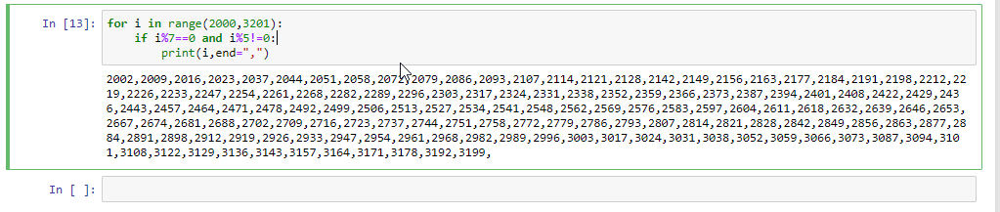 In [13]: for i in range(2000,3201):
if i%7==0 and i%5!=0:
print(i,end=",")
2002,2009,2016,2023,2037,2044,2051,2058,2072,2079,2086,2093,2107,2114,2121,2128,2142,2149,2156,2163,2177,2184,2191,2198,2212,22
19,2226,2233,2247,2254,2261,2268,2282,2289,2296,2303,2317,2324,2331,2338,2352,2359,2366,2373,2387,2394,2401,2408,2422,2429,243
6,2443,2457,2464,2471,2478,2492,2499,2506,2513,2527,2534,2541,2548,2562,2569,2576,2583,2597,2604,2611,2618,2632,2639,2646,2653,
2667,2674,2681,2688,2702,2709,2716,2723,2737,2744,2751,2758,2772,2779,2786,2793,2807,2814,2821,2828,2842,2849,2856,2863,2877,28
84,2891,2898,2912,2919,2926,2933,2947,2954,2961,2968,2982,2989,2996,3003,3017,3024,3031,3038,3052,3059,3066,3073,3087,3094,310
1,3108,3122,3129,3136,3143,3157,3164,3171,3178,3192,3199,
In [ ]: